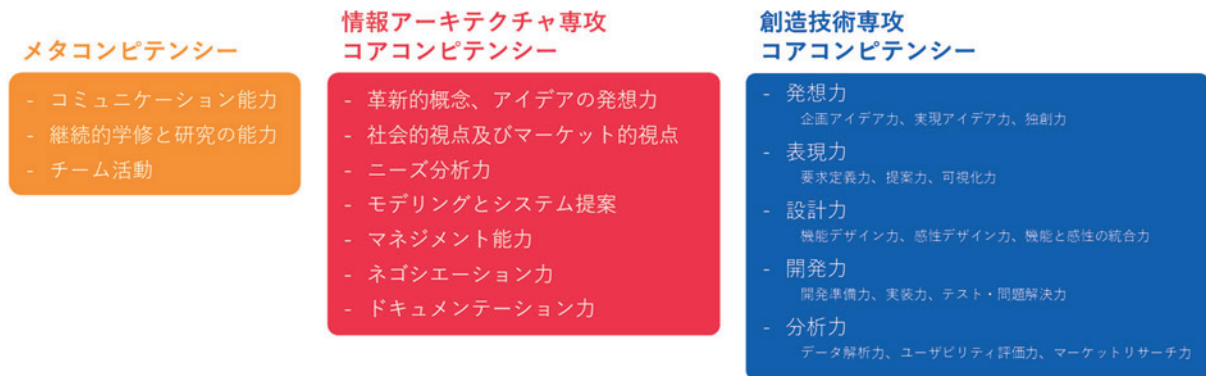 メタコンピテンシー
- コミュニケーション能力
- 継続的学修と研究の能力
- チーム活動
情報アーキテクチャ専攻
コアコンピテンシー
- 革新的概念、アイデアの発想力
- 社会的視点及びマーケット的視点
- ニーズ分析力
- モデリングとシステム提案
- マネジメント能力
- ネゴシエーション力
- ドキュメンテーション力
創造技術専攻
コアコンピテンシー
- 発想力
企画アイデア力、実現アイデア力、独創力
- 表現力
要求定義力、提案力、可視化力
- 設計力
機能デザイン力、感性デザイン力、機能と感性の統合力
- 開発力
開発準備力、実装力、テスト・問題解決力
- 分析力
データ解析力、ユーザビリティ評価力、マーケットリサーチ力